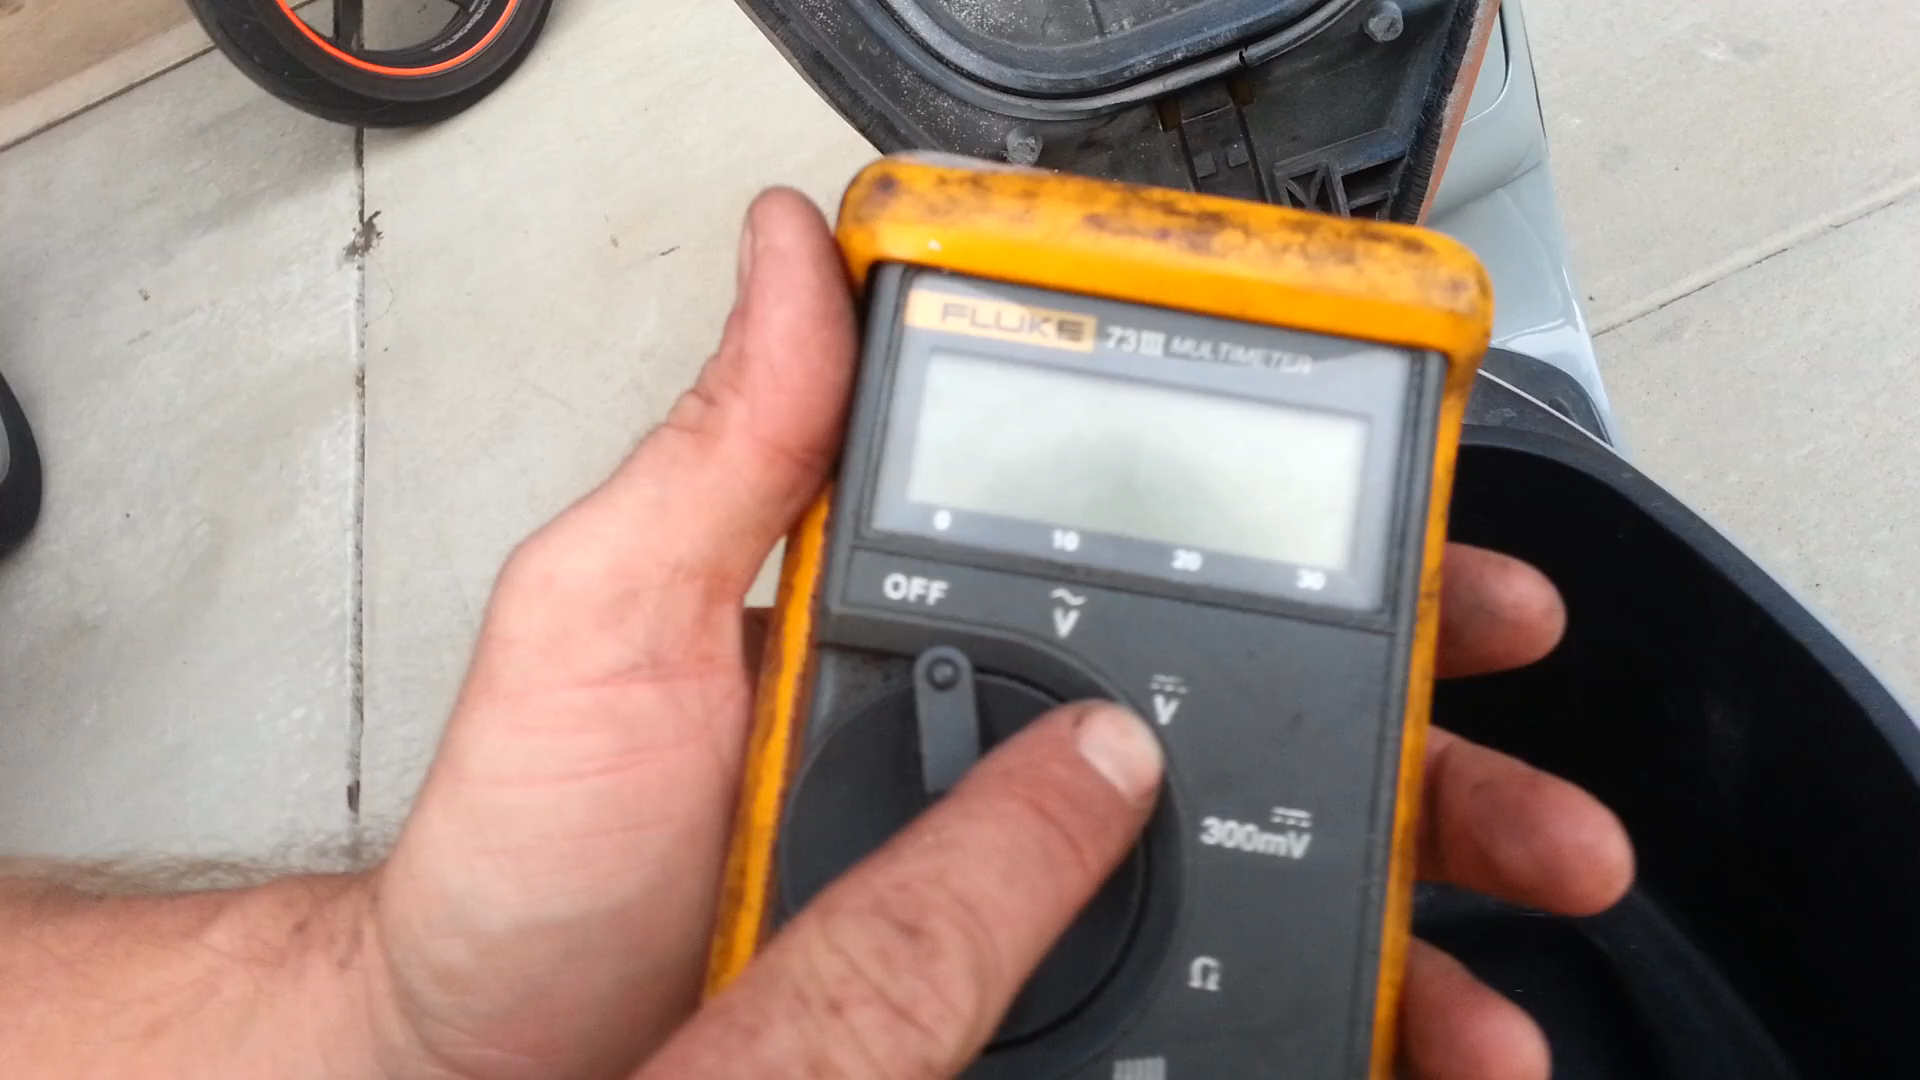 FLUKE 73 III MULTIMETER
0 10 20 30
OFF
V
V
300mV
Ω